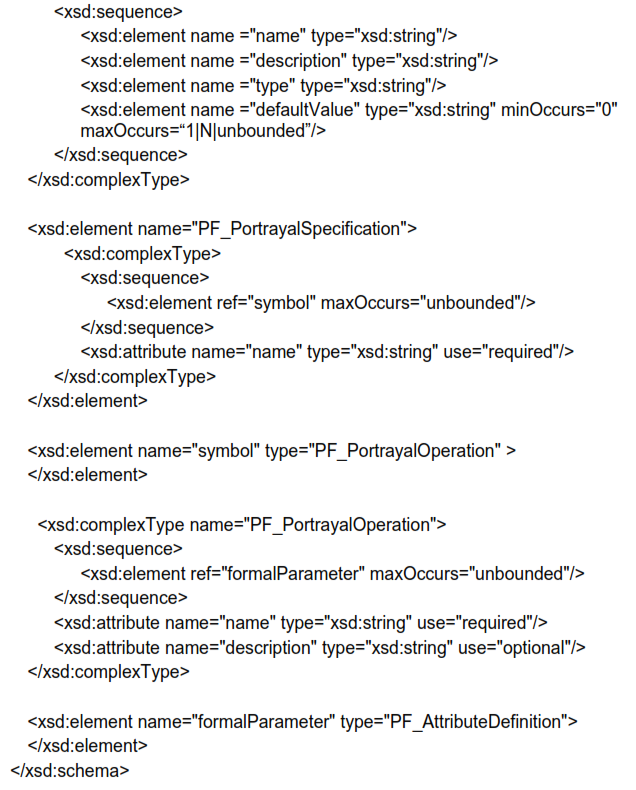 <xsd:sequence>
<xsd:element name ="name" type="xsd:string"/>
<xsd:element name ="description" type="xsd:string"/>
<xsd:element name ="type" type="xsd:string"/>
<xsd:element name ="defaultValue" type="xsd:string" minOccurs="0"
maxOccurs=“1|N|unbounded”/>
</xsd:sequence>
</xsd:complexType>
<xsd:element name="PF_PortrayalSpecification">
<xsd:complexType>
<xsd:sequence>
<xsd:element ref="symbol" maxOccurs="unbounded"/>
</xsd:sequence>
<xsd:attribute name="name" type="xsd:string" use="required"/>
</xsd:complexType>
</xsd:element>
<xsd:element name="symbol" type="PF_PortrayalOperation" >
</xsd:element>
<xsd:complexType name="PF_PortrayalOperation">
<xsd:sequence>
<xsd:element ref="formalParameter" maxOccurs="unbounded"/>
</xsd:sequence>
<xsd:attribute name="name" type="xsd:string" use="required"/>
<xsd:attribute name="description" type="xsd:string" use="optional"/>
</xsd:complexType>
<xsd:element name="formalParameter" type="PF_AttributeDefinition">
</xsd:element>
</xsd:schema>